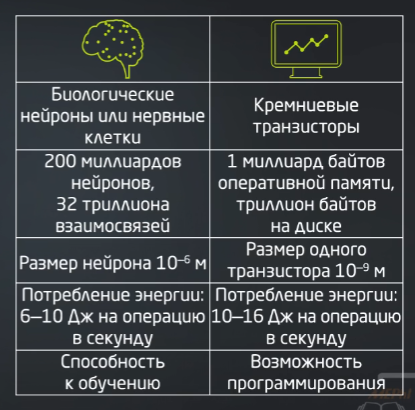 Биологические
нейроны или нервные
клетки
Кремниевые
транзисторы
200 миллиардов
нейронов,
32 триллиона
взаимосвязей
1 миллиард байтов
оперативной памяти,
триллион байтов
на диске
Размер нейрона 10⁻⁶ м
Размер одного
транзистора 10⁻⁹ м
Потребление энергии:
6—10 Дж на операцию
в секунду
Потребление энергии:
10—16 Дж на операцию
в секунду
Способность
к обучению
Возможность
программирования